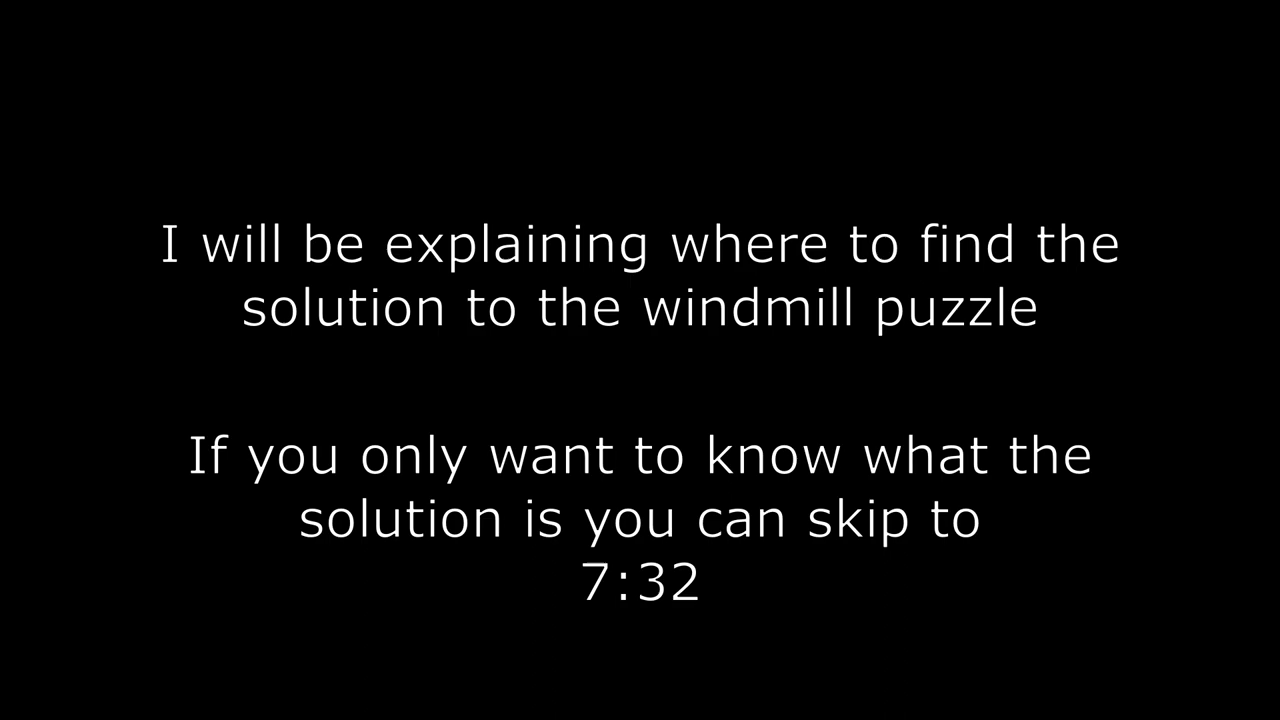 I will be explaining where to find the
solution to the windmill puzzle
If you only want to know what the
solution is you can skip to
7:32